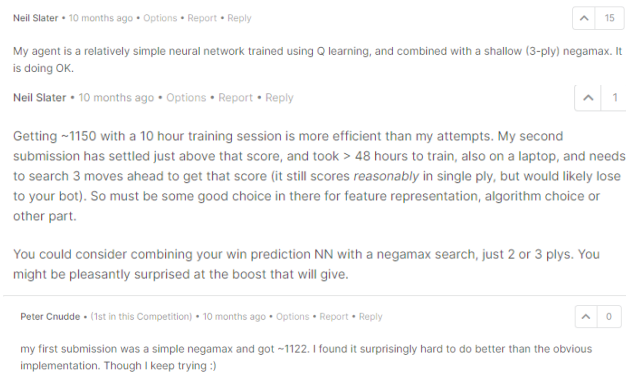 Neil Slater • 10 months ago • Options • Report • Reply
15
My agent is a relatively simple neural network trained using Q learning, and combined with a shallow (3-ply) negamax. It
is doing OK.
Neil Slater • 10 months ago • Options • Report • Reply
1
Getting ~1150 with a 10 hour training session is more efficient than my attempts. My second
submission has settled just above that score, and took > 48 hours to train, also on a laptop, and needs
to search 3 moves ahead to get that score (it still scores reasonably in single ply, but would likely lose
to your bot). So must be some good choice in there for feature representation, algorithm choice or
other part.
You could consider combining your win prediction NN with a negamax search, just 2 or 3 plys. You
might be pleasantly surprised at the boost that will give.
Peter Cnudde • (1st in this Competition) • 10 months ago • Options • Report • Reply
0
my first submission was a simple negamax and got ~1122. I found it surprisingly hard to do better than the obvious
implementation. Though I keep trying :)